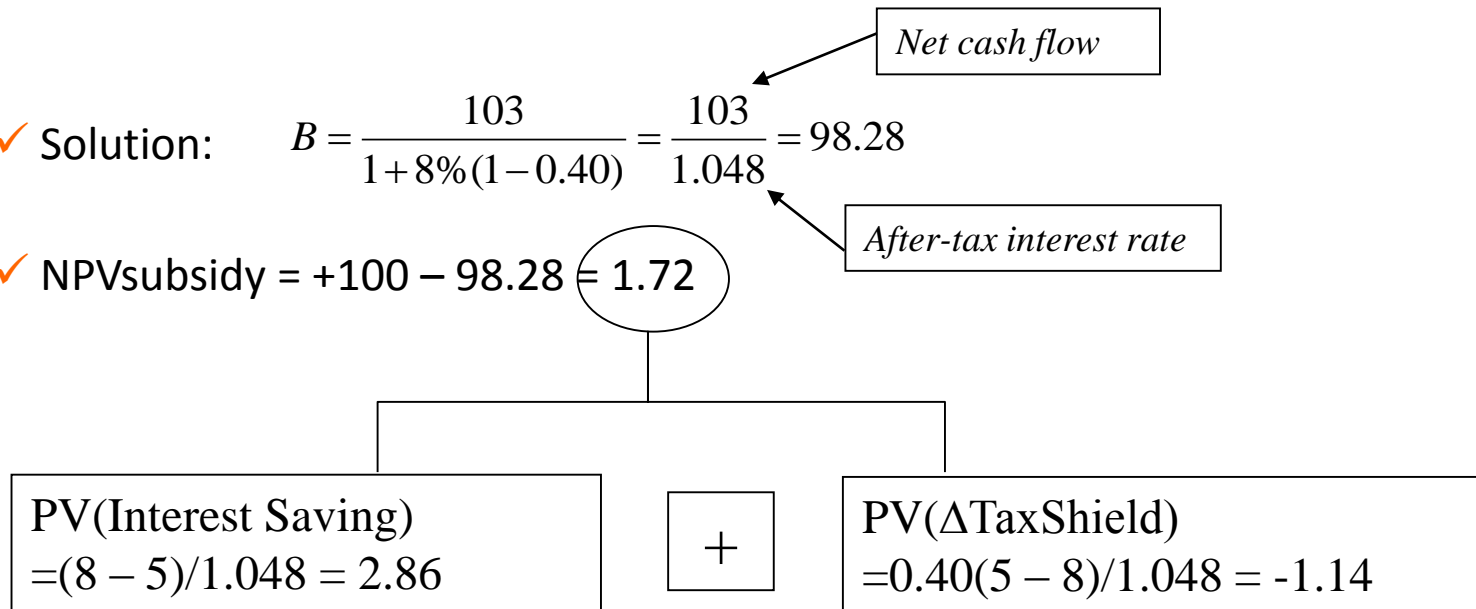 Net cash flow
✓ Solution: B = 103 / (1+8%(1−0.40)) = 103 / 1.048 = 98.28
After-tax interest rate
✓ NPVsubsidy = +100 – 98.28 = 1.72
PV(Interest Saving)
=(8 – 5)/1.048 = 2.86
+
PV(ΔTaxShield)
=0.40(5 – 8)/1.048 = -1.14